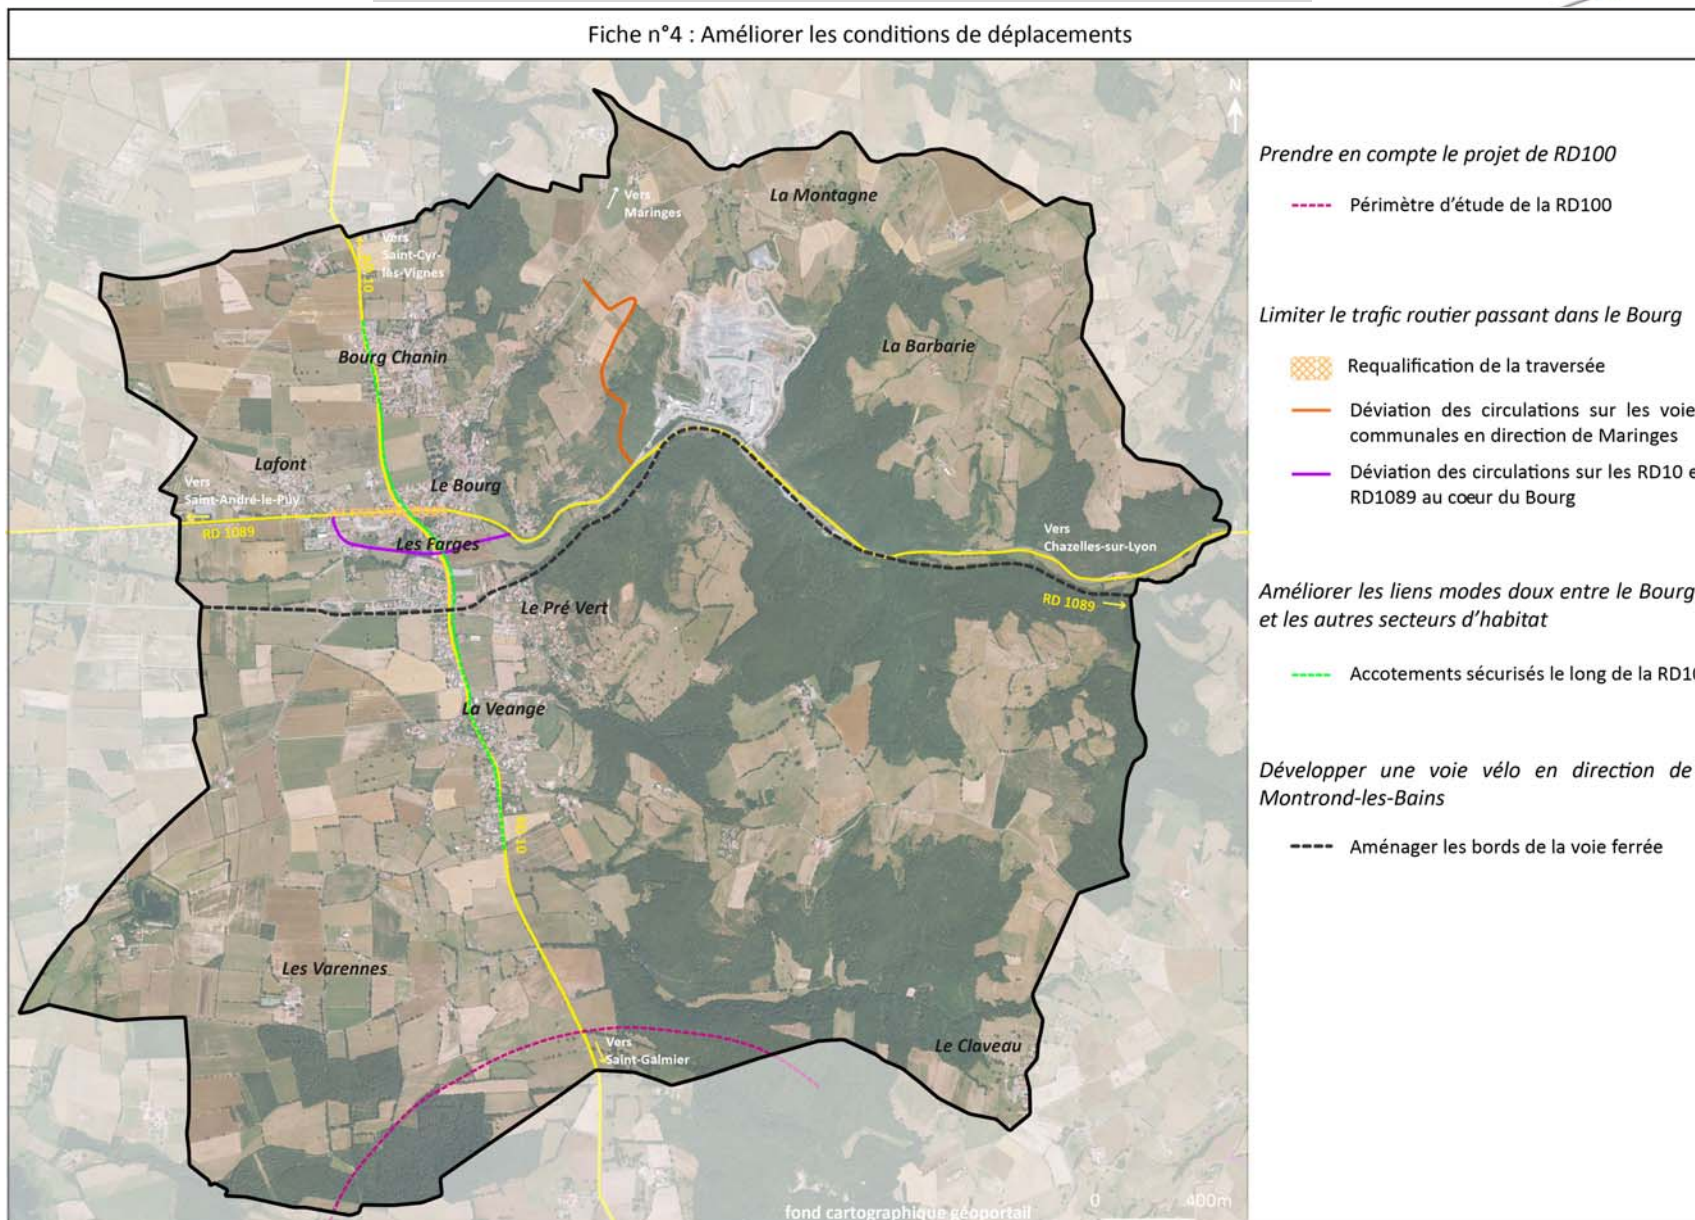 Fiche n°4 : Améliorer les conditions de déplacements
N
Vers
Maringes
La Montagne
Vers
Saint-Cyr-
les-Vignes
Bourg Chanin
La Barbarie
Lafont
Le Bourg
Vers
Saint-André-le-Puy
RD 1089
Les Farges
Vers
Chazelles-sur-Lyon
RD 1089
Le Pré Vert
La Veange
RD 10
Les Varennes
Vers
Saint-Galmier
Le Claveau
0 400m
fond cartographique géoportail
Prendre en compte le projet de RD100
Périmètre d'étude de la RD100
Limiter le trafic routier passant dans le Bourg
Requalification de la traversée
Déviation des circulations sur les voie
communales en direction de Maringes
Déviation des circulations sur les RD10 e
RD1089 au cœur du Bourg
Améliorer les liens modes doux entre le Bourg
et les autres secteurs d'habitat
Accotements sécurisés le long de la RD10
Développer une voie vélo en direction de
Montrond-les-Bains
Aménager les bords de la voie ferrée